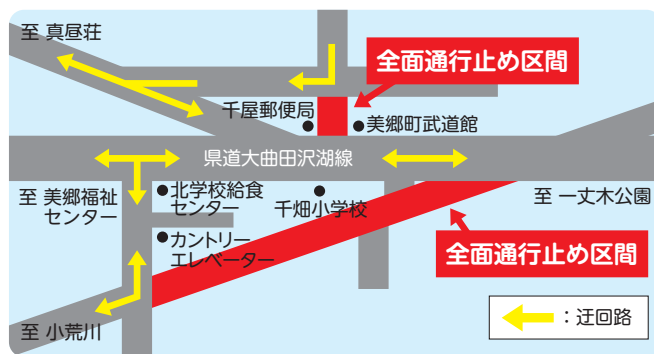 至 真昼荘
全面通行止め区間
千屋郵便局
美郷町武道館
県道大曲田沢湖線
至 美郷福祉
センター
北学校給食
センター
千畑小学校
至 一丈木公園
カントリー
エレベーター
全面通行止め区間
至 小荒川
：迂回路